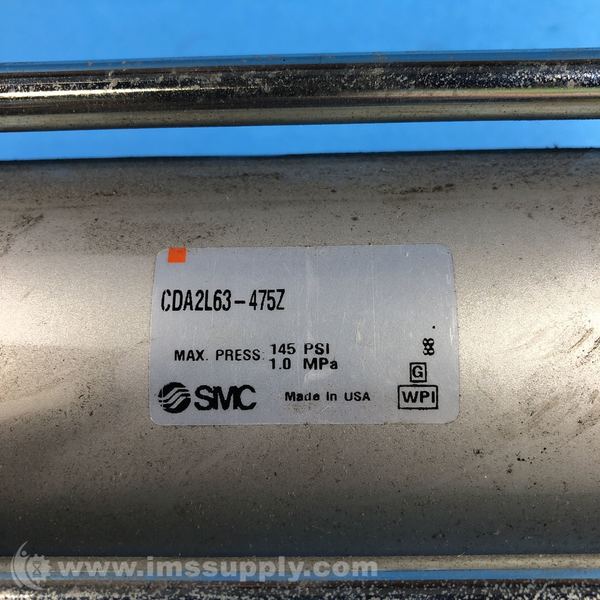 CDA2L63-475Z
MAX. PRESS. 145 PSI
1.0 MPa
G
SMC Made in USA WPI
www.imssupply.com